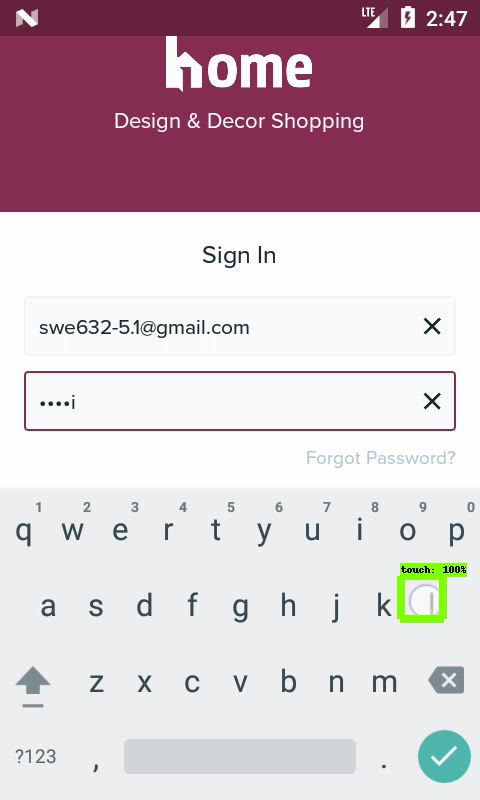 LTE 2:47
home
Design & Decor Shopping
Sign In
swe632-5.1@gmail.com
••••i
Forgot Password?
1 2 3 4 5 6 7 8 9 0
q w e r t y u i o p
touch: 100%
a s d f g h j k l
z x c v b n m
?123 , .